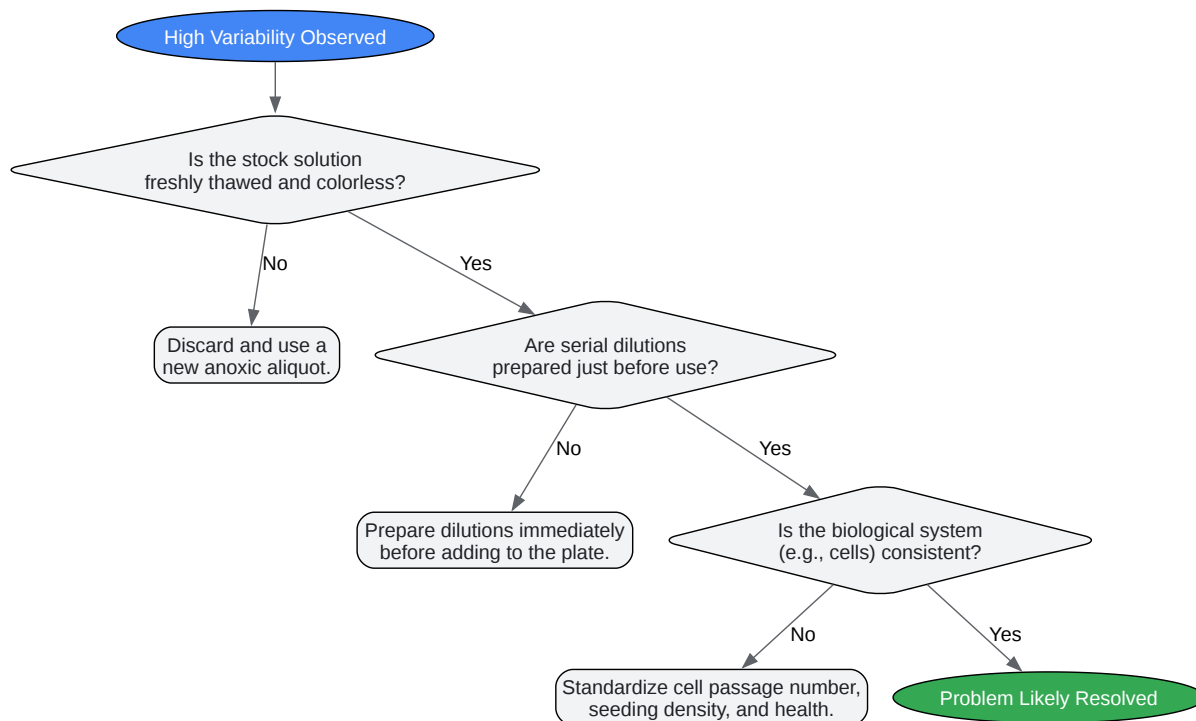 High Variability Observed
Is the stock solution
freshly thawed and colorless?
No
Yes
Discard and use a
new anoxic aliquot.
Are serial dilutions
prepared just before use?
No
Yes
Prepare dilutions immediately
before adding to the plate.
Is the biological system
(e.g., cells) consistent?
No
Yes
Standardize cell passage number,
seeding density, and health.
Problem Likely Resolved